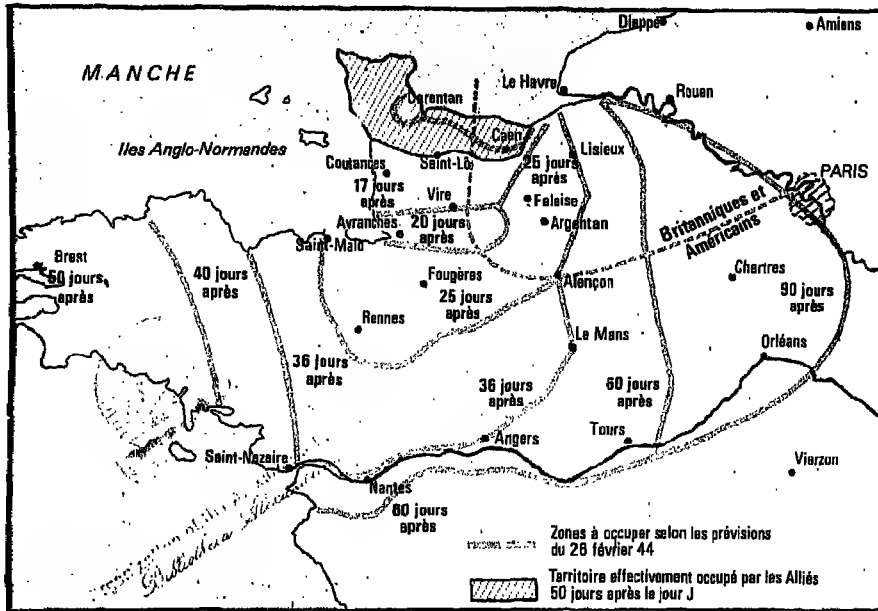 Dieppe
Amiens
MANCHE
Le Havre
Rouen
Carentan
Iles Anglo-Normandes
Caen
Lisieux
Coutances
Saint-Lô
25 jours
après
PARIS
17 jours
après
Vire
Falaise
Avranches
20 jours
après
Argentan
Britanniques et
Américains
Saint-Malo
Brest
50 jours
après
40 jours
après
Fougères
Alençon
Chartres
25 jours
après
90 jours
après
Rennes
Le Mans
Orléans
36 jours
après
36 jours
après
60 jours
après
Angers
Tours
Saint-Nazaire
Vierzon
Nantes
60 jours
après
Zones à occuper selon les prévisions
du 26 février 44
Territoire effectivement occupé par les Alliés
50 jours après le jour J